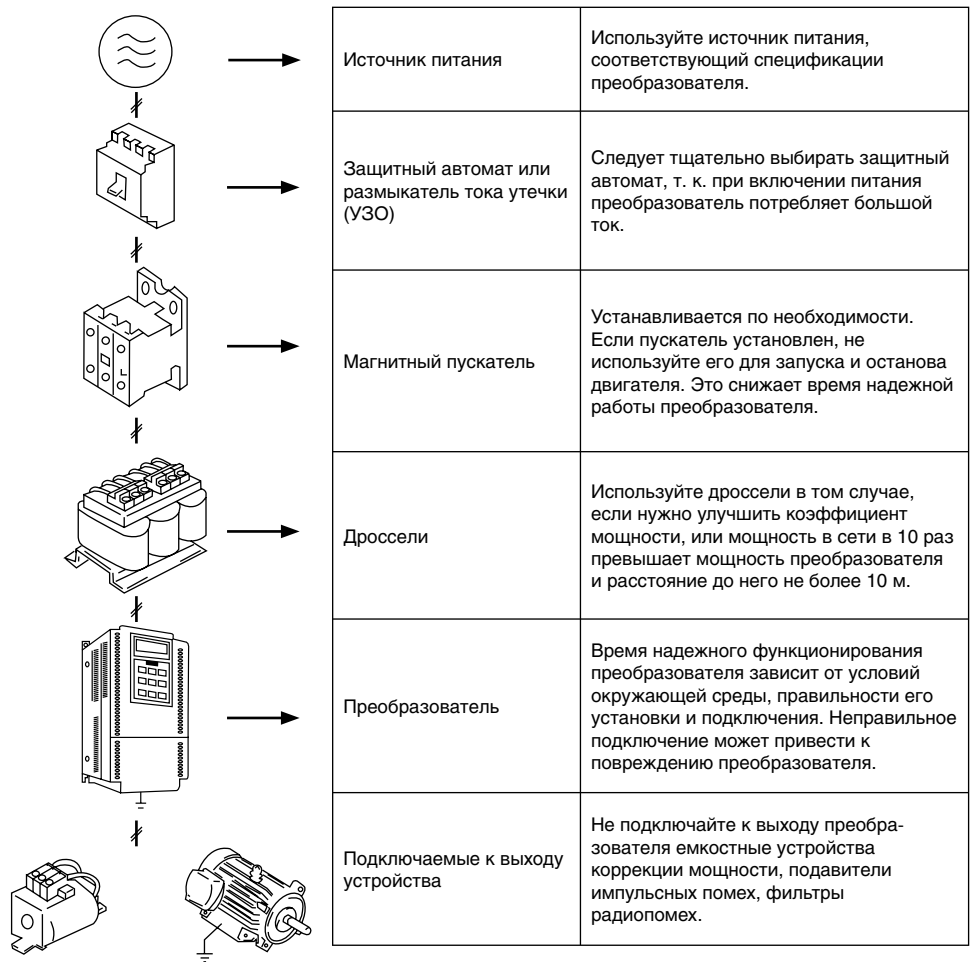 Источник питания
Используйте источник питания,
соответствующий спецификации
преобразователя.
Защитный автомат или
размыкатель тока утечки
(УЗО)
Следует тщательно выбирать защитный
автомат, т. к. при включении питания
преобразователь потребляет большой
ток.
Магнитный пускатель
Устанавливается по необходимости.
Если пускатель установлен, не
используйте его для запуска и останова
двигателя. Это снижает время надежной
работы преобразователя.
Дроссели
Используйте дроссели в том случае,
если нужно улучшить коэффициент
мощности, или мощность в сети в 10 раз
превышает мощность преобразователя
и расстояние до него не более 10 м.
Преобразователь
Время надежного функционирования
преобразователя зависит от условий
окружающей среды, правильности его
установки и подключения. Неправильное
подключение может привести к
повреждению преобразователя.
Подключаемые к выходу
устройства
Не подключайте к выходу преобра-
зователя емкостные устройства
коррекции мощности, подавители
импульсных помех, фильтры
радиопомех.